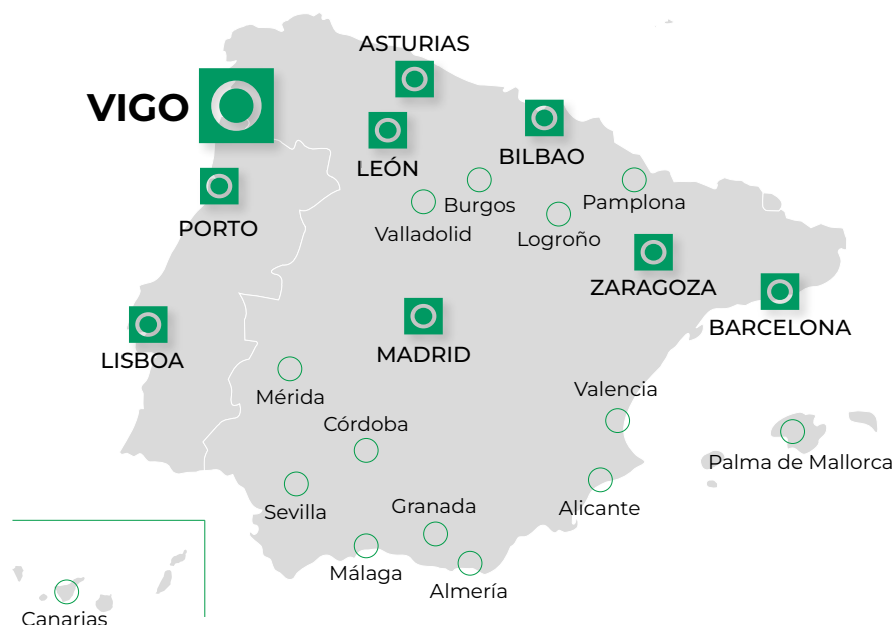 ASTURIAS
VIGO
LEÓN
BILBAO
Burgos
Pamplona
PORTO
Valladolid
Logroño
ZARAGOZA
BARCELONA
LISBOA
MADRID
Mérida
Valencia
Córdoba
Palma de Mallorca
Sevilla
Granada
Alicante
Málaga
Almería
Canarias